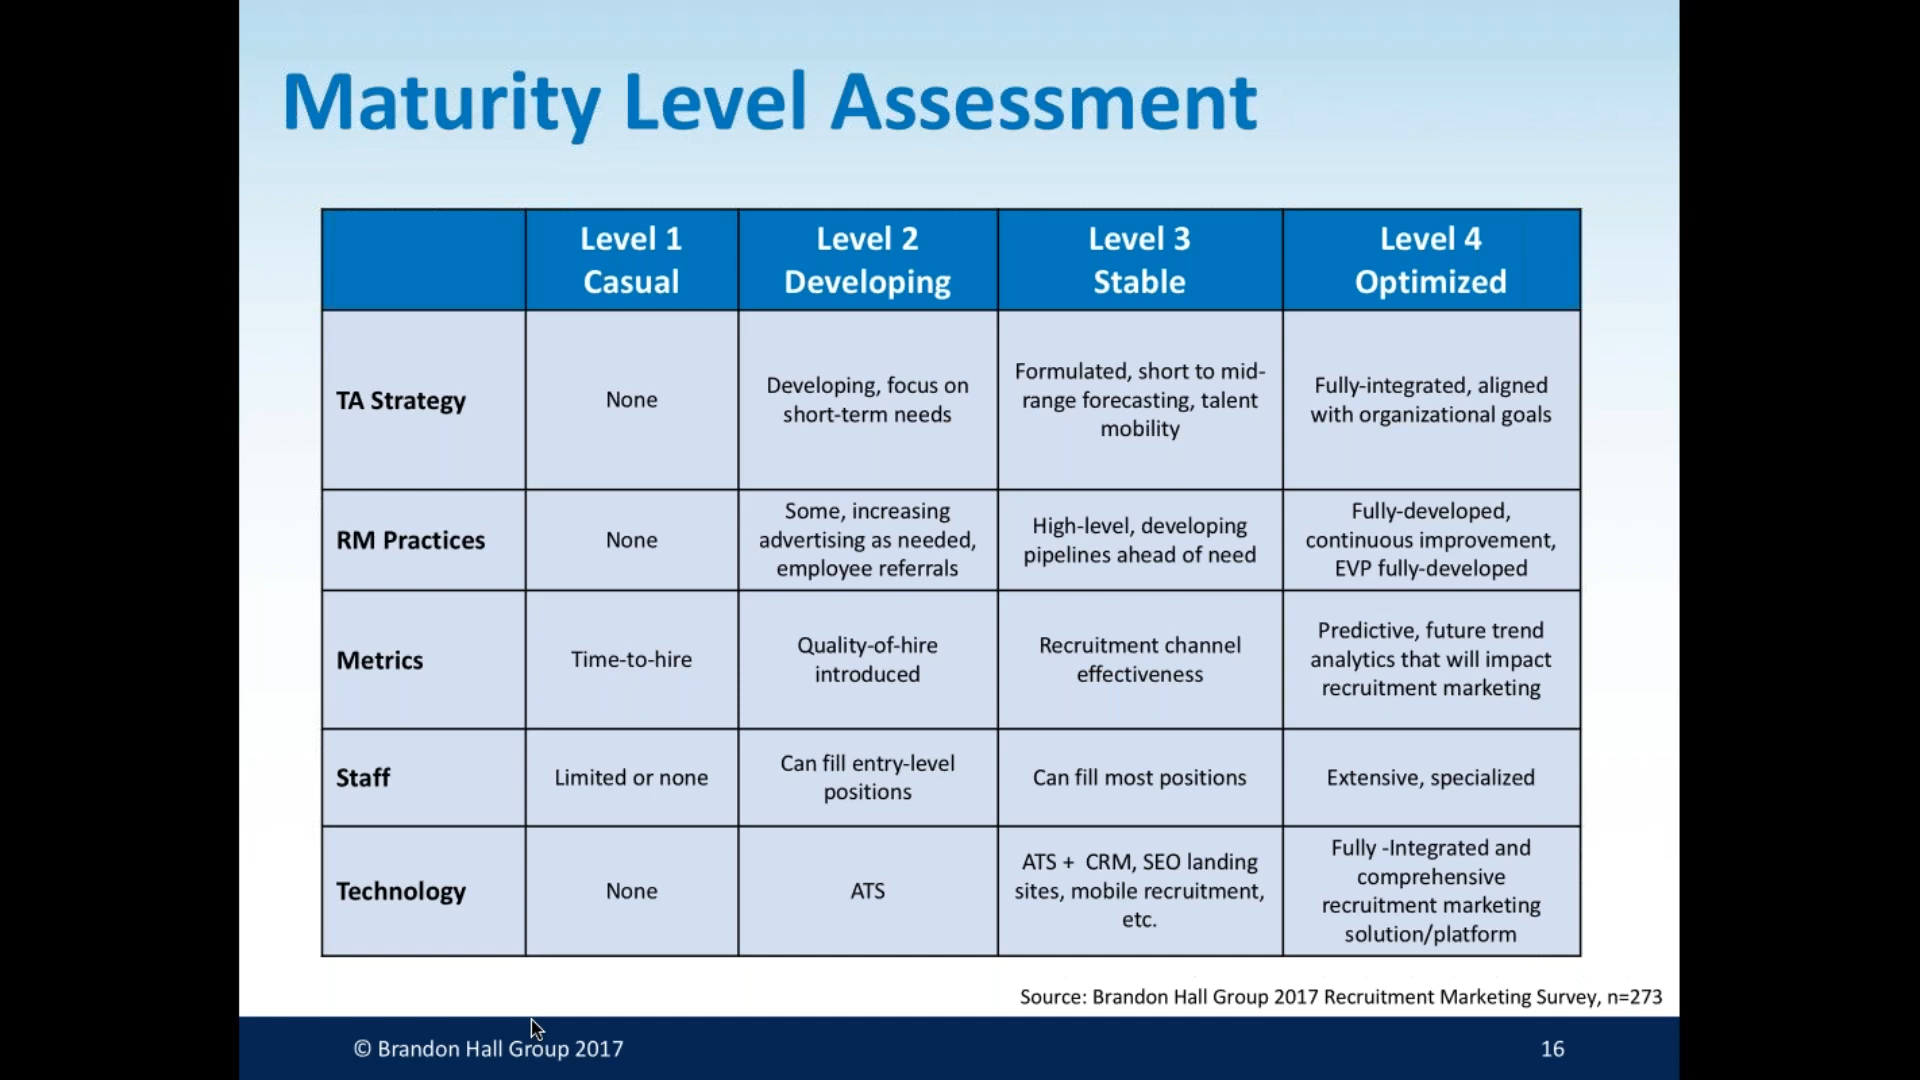 Maturity Level Assessment
Level 1
Casual
Level 2
Developing
Level 3
Stable
Level 4
Optimized
TA Strategy
None
Developing, focus on
short-term needs
Formulated, short to mid-
range forecasting, talent
mobility
Fully-integrated, aligned
with organizational goals
RM Practices
None
Some, increasing
advertising as needed,
employee referrals
High-level, developing
pipelines ahead of need
Fully-developed,
continuous improvement,
EVP fully-developed
Metrics
Time-to-hire
Quality-of-hire
introduced
Recruitment channel
effectiveness
Predictive, future trend
analytics that will impact
recruitment marketing
Staff
Limited or none
Can fill entry-level
positions
Can fill most positions
Extensive, specialized
Technology
None
ATS
ATS +  CRM, SEO landing
sites, mobile recruitment,
etc.
Fully -Integrated and
comprehensive
recruitment marketing
solution/platform
Source: Brandon Hall Group 2017 Recruitment Marketing Survey, n=273
© Brandon Hall Group 2017
16